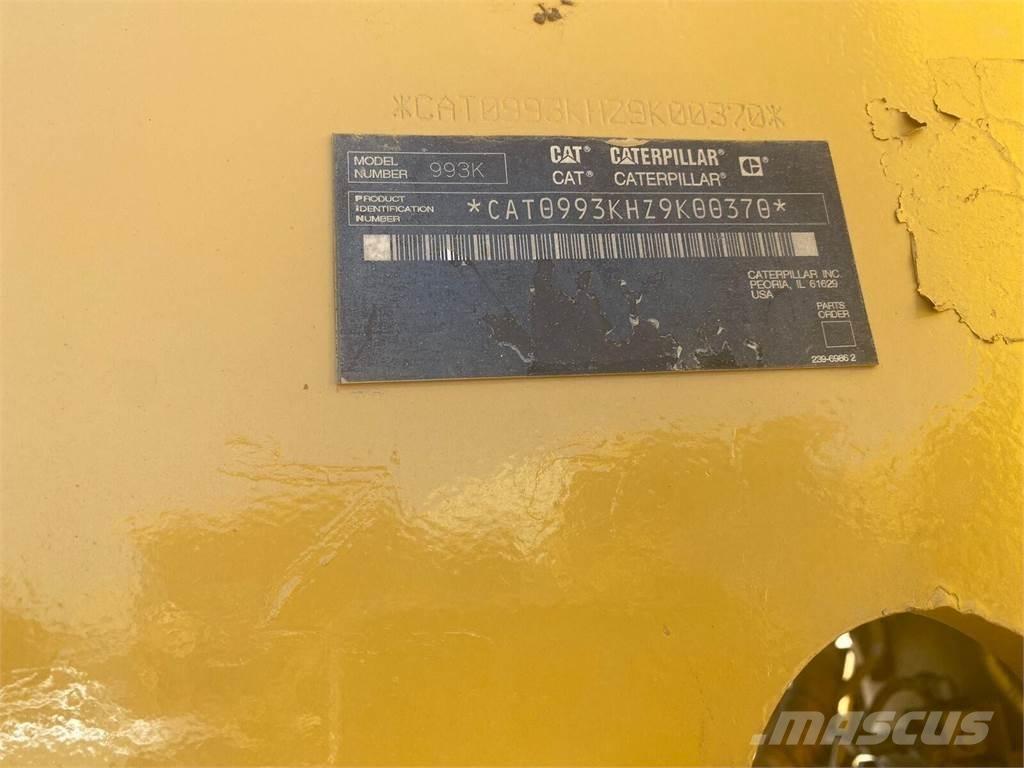 *CAT0993KHZ9K00370*
MODEL NUMBER 993K
CAT® CATERPILLAR® C®
CAT® CATERPILLAR®
PRODUCT IDENTIFICATION NUMBER *CAT0993KHZ9K00370*
CATERPILLAR INC.
PEORIA, IL 61629
USA
PARTS
ORDER
239-6986 2
MASCUS